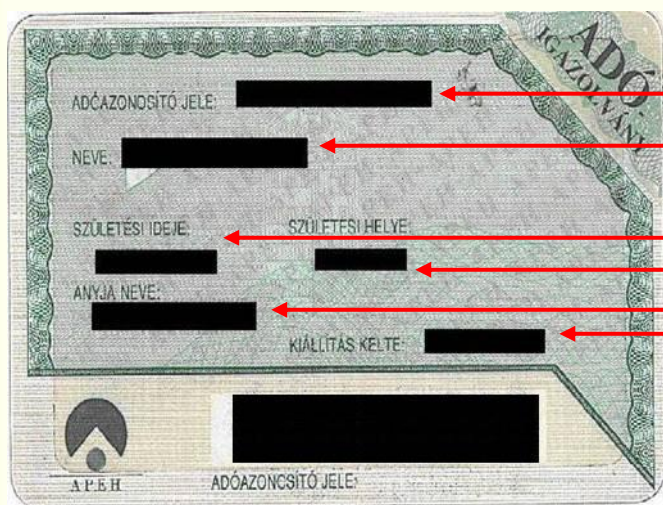 ADÓ-
IGAZOLVÁNY
ADÓAZONOSÍTÓ JELE:
NEVE:
SZÜLETÉSI IDEJE: SZÜLETÉSI HELYE:
ANYJA NEVE:
KIÁLLÍTÁS KELTE:
APEH ADÓAZONOSÍTÓ JELE: